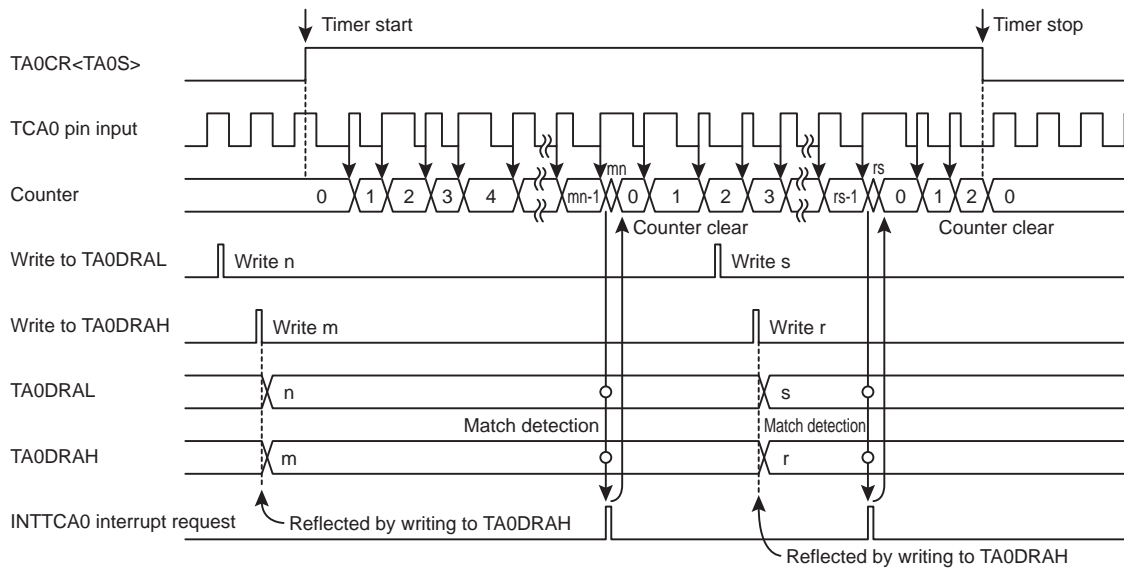 Timer start
Timer stop
TA0CR<TA0S>
TCA0 pin input
mn
rs
Counter
0 1 2 3 4 mn-1 0 1 2 3 rs-1 0 1 2 0
Counter clear
Counter clear
Write to TA0DRAL
Write n
Write s
Write to TA0DRAH
Write m
Write r
TA0DRAL
n
s
Match detection
Match detection
TA0DRAH
m
r
INTTCA0 interrupt request
Reflected by writing to TA0DRAH
Reflected by writing to TA0DRAH